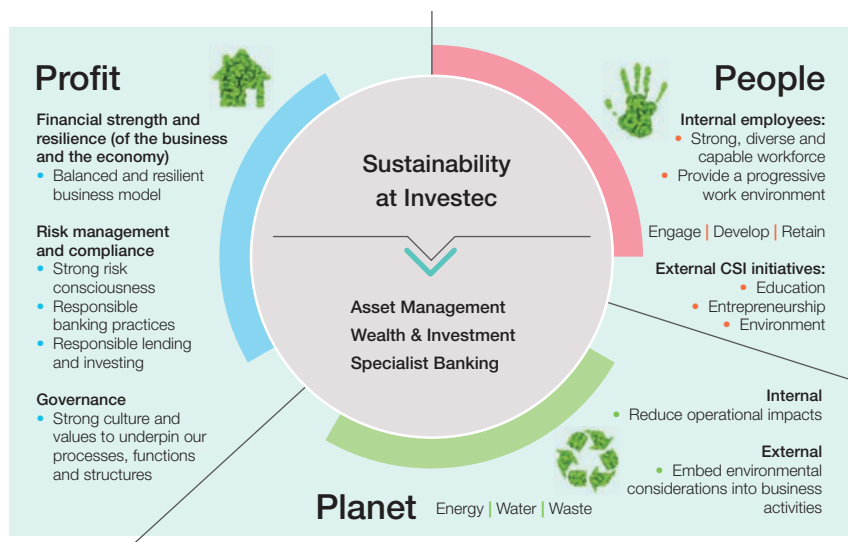 Profit
Financial strength and
resilience (of the business
and the economy)
• Balanced and resilient
business model
Risk management
and compliance
• Strong risk
consciousness
• Responsible
banking practices
• Responsible lending
and investing
Governance
• Strong culture and
values to underpin our
processes, functions
and structures
Sustainability
at Investec
Asset Management
Wealth & Investment
Specialist Banking
People
Internal employees:
• Strong, diverse and
capable workforce
• Provide a progressive
work environment
Engage | Develop | Retain
External CSI initiatives:
• Education
• Entrepreneurship
• Environment
Internal
• Reduce operational impacts
External
• Embed environmental
considerations into business
activities
Planet
Energy | Water | Waste